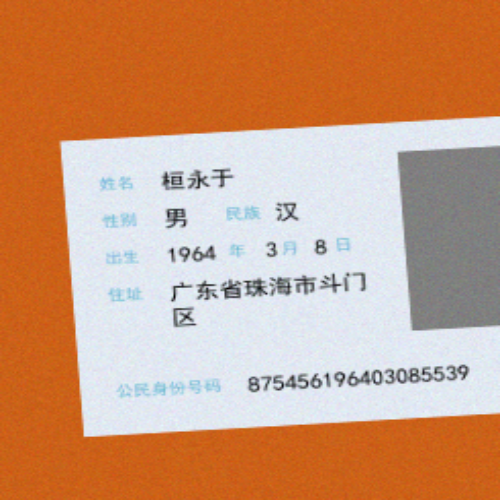 姓名 桓永于
性别 男 民族 汉
出生 1964 年 3 月 8 日
住址 广东省珠海市斗门
区
公民身份号码 875456196403085539